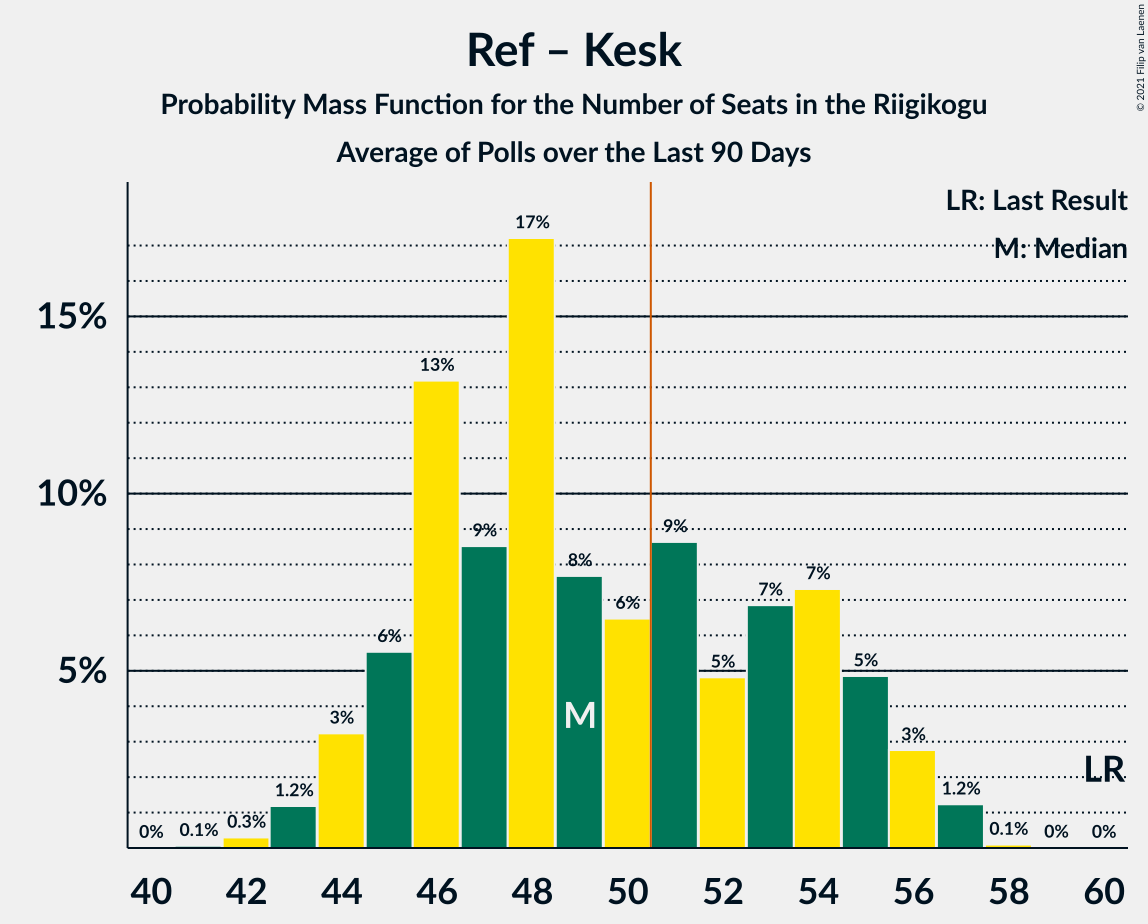 Ref – Kesk
Probability Mass Function for the Number of Seats in the Riigikogu
Average of Polls over the Last 90 Days
© 2021 Filip van Laenen
LR: Last Result
M: Median
15%
10%
5%
0%
0.1%
0.3%
1.2%
3%
6%
13%
9%
17%
8%
6%
9%
5%
7%
7%
5%
3%
1.2%
0.1%
0%
0%
M
LR
40 42 44 46 48 50 52 54 56 58 60